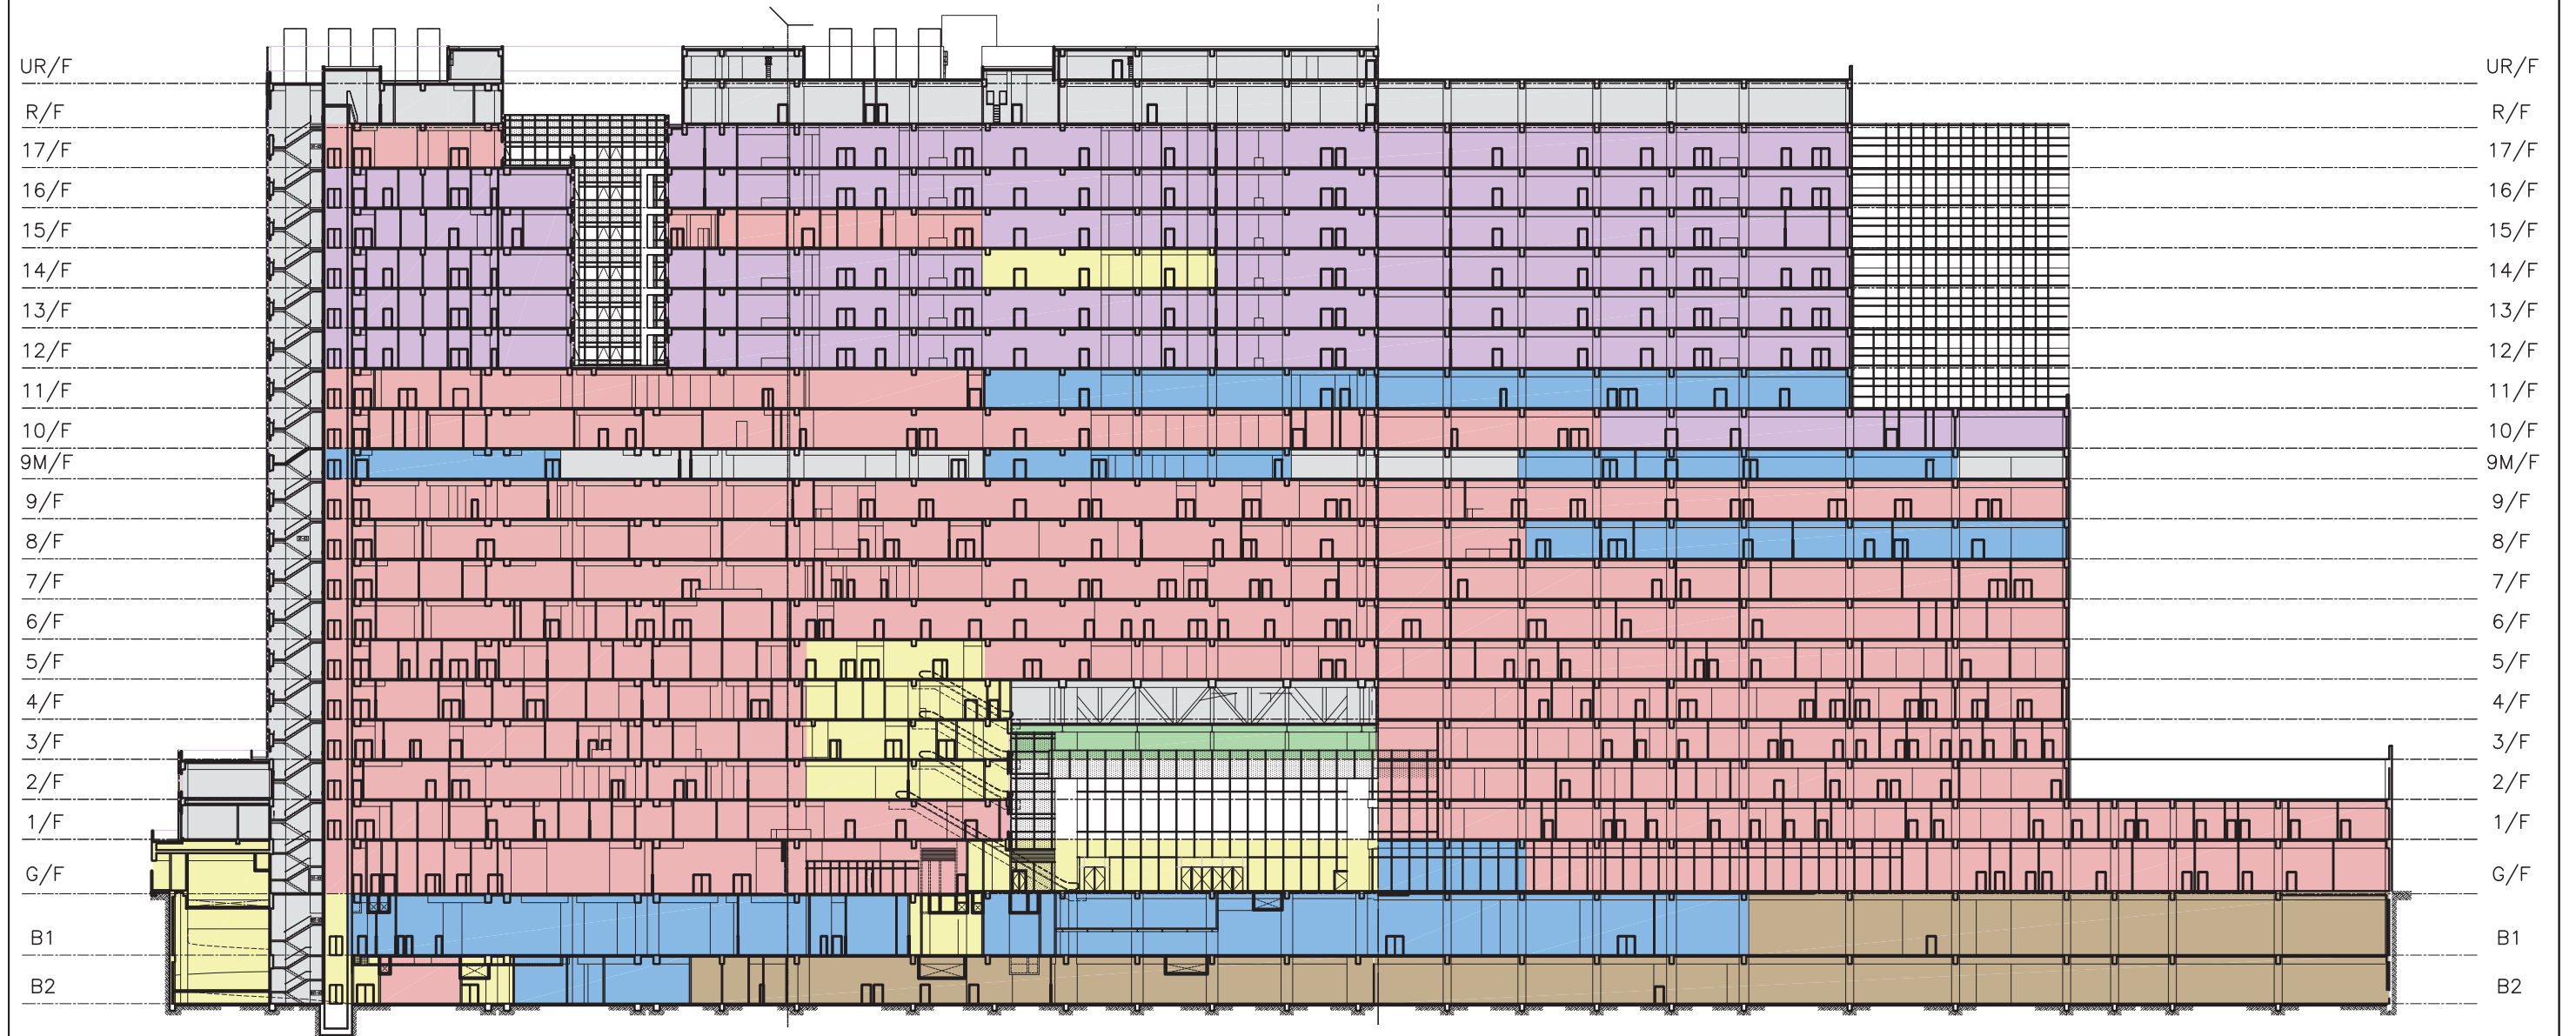 UR/F UR/F
R/F R/F
17/F 17/F
16/F 16/F
15/F 15/F
14/F 14/F
13/F 13/F
12/F 12/F
11/F 11/F
10/F 10/F
9M/F 9M/F
9/F 9/F
8/F 8/F
7/F 7/F
6/F 6/F
5/F 5/F
4/F 4/F
3/F 3/F
2/F 2/F
1/F 1/F
G/F G/F
B1 B1
B2 B2